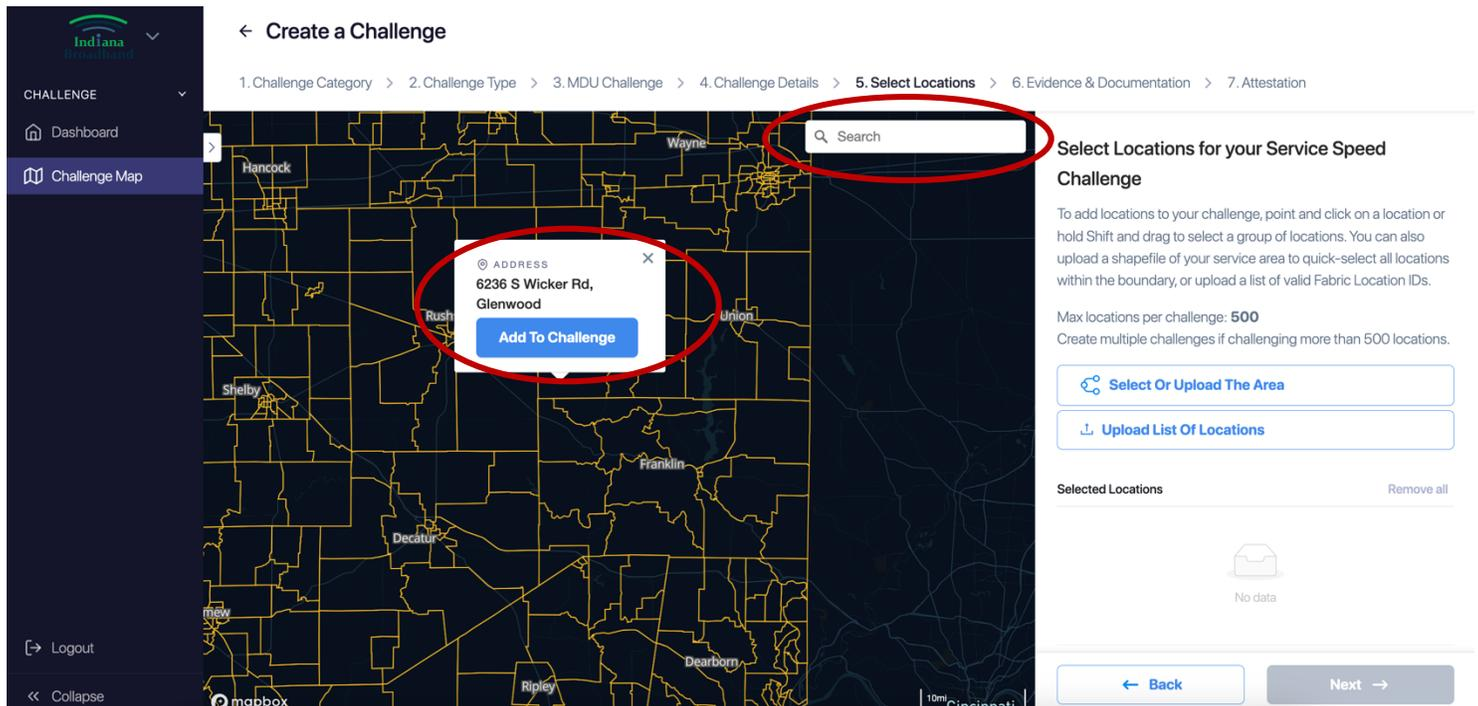 Indiana
Broadband
CHALLENGE
Dashboard
Challenge Map
Logout
Collapse
Create a Challenge
1. Challenge Category > 2. Challenge Type > 3. MDU Challenge > 4. Challenge Details > 5. Select Locations > 6. Evidence & Documentation > 7. Attestation
Search
Wayne
Hancock
ADDRESS
6236 S Wicker Rd,
Glenwood
Add To Challenge
Rush
Union
Shelby
Franklin
Decatur
mew
Dearborn
Ripley
mapbox
10mi
Cincinnati
Select Locations for your Service Speed
Challenge
To add locations to your challenge, point and click on a location or
hold Shift and drag to select a group of locations. You can also
upload a shapefile of your service area to quick-select all locations
within the boundary, or upload a list of valid Fabric Location IDs.
Max locations per challenge: 500
Create multiple challenges if challenging more than 500 locations.
Select Or Upload The Area
Upload List Of Locations
Selected Locations Remove all
No data
Back Next